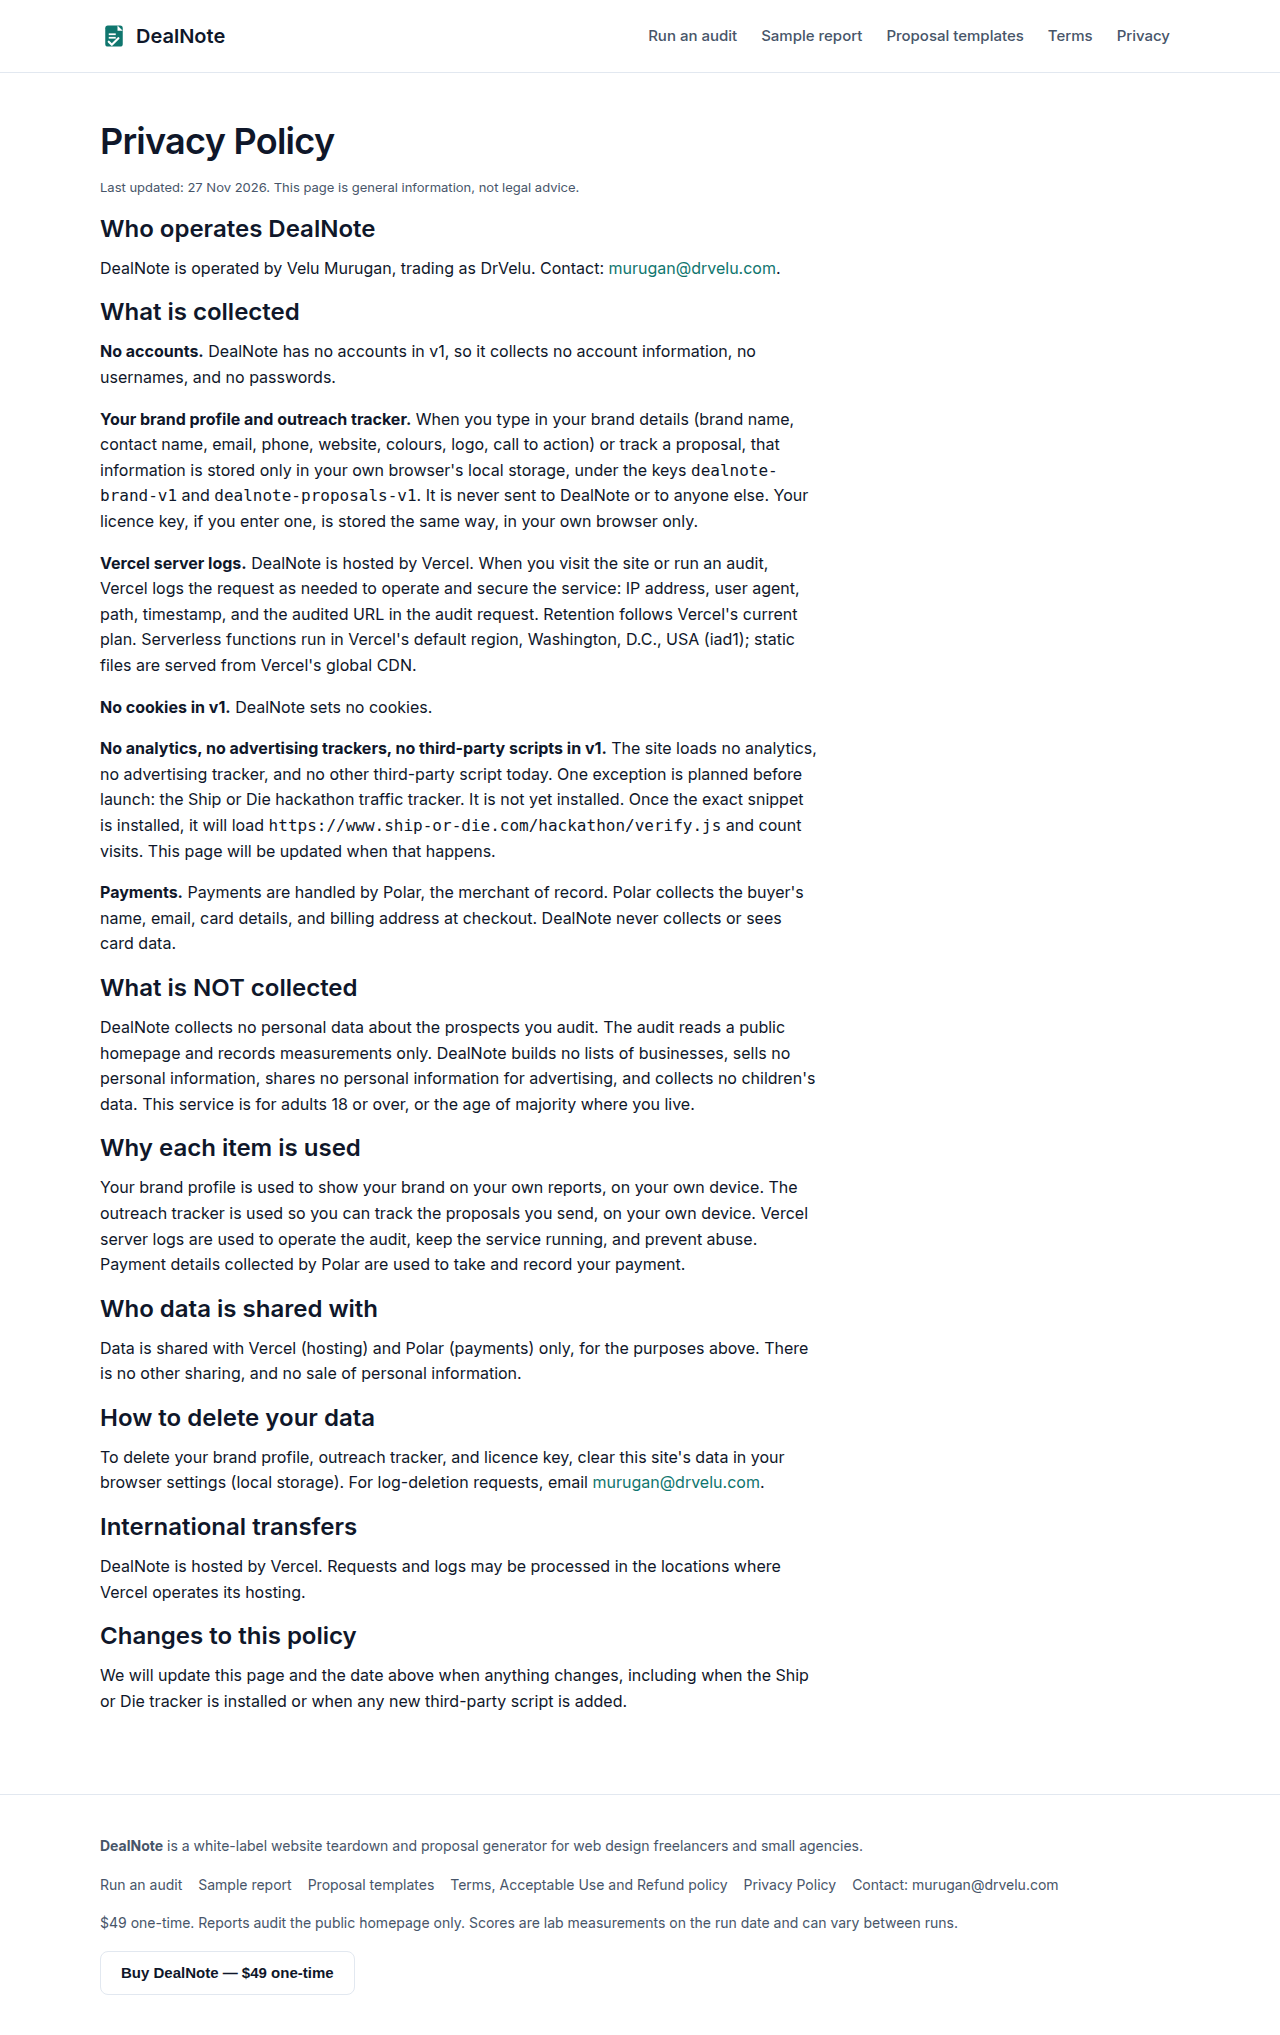 DealNote
Run an audit
Sample report
Proposal templates
Terms
Privacy
Privacy Policy
Last updated: 27 Nov 2026. This page is general information, not legal advice.
Who operates DealNote
DealNote is operated by Velu Murugan, trading as DrVelu. Contact: murugan@drvelu.com.
What is collected
No accounts. DealNote has no accounts in v1, so it collects no account information, no
usernames, and no passwords.
Your brand profile and outreach tracker. When you type in your brand details (brand name,
contact name, email, phone, website, colours, logo, call to action) or track a proposal, that
information is stored only in your own browser's local storage, under the keys dealnote-
brand-v1 and dealnote-proposals-v1. It is never sent to DealNote or to anyone else. Your
licence key, if you enter one, is stored the same way, in your own browser only.
Vercel server logs. DealNote is hosted by Vercel. When you visit the site or run an audit,
Vercel logs the request as needed to operate and secure the service: IP address, user agent,
path, timestamp, and the audited URL in the audit request. Retention follows Vercel's current
plan. Serverless functions run in Vercel's default region, Washington, D.C., USA (iad1); static
files are served from Vercel's global CDN.
No cookies in v1. DealNote sets no cookies.
No analytics, no advertising trackers, no third-party scripts in v1. The site loads no analytics,
no advertising tracker, and no other third-party script today. One exception is planned before
launch: the Ship or Die hackathon traffic tracker. It is not yet installed. Once the exact snippet
is installed, it will load https://www.ship-or-die.com/hackathon/verify.js and count
visits. This page will be updated when that happens.
Payments. Payments are handled by Polar, the merchant of record. Polar collects the buyer's
name, email, card details, and billing address at checkout. DealNote never collects or sees
card data.
What is NOT collected
DealNote collects no personal data about the prospects you audit. The audit reads a public
homepage and records measurements only. DealNote builds no lists of businesses, sells no
personal information, shares no personal information for advertising, and collects no children's
data. This service is for adults 18 or over, or the age of majority where you live.
Why each item is used
Your brand profile is used to show your brand on your own reports, on your own device. The
outreach tracker is used so you can track the proposals you send, on your own device. Vercel
server logs are used to operate the audit, keep the service running, and prevent abuse.
Payment details collected by Polar are used to take and record your payment.
Who data is shared with
Data is shared with Vercel (hosting) and Polar (payments) only, for the purposes above. There
is no other sharing, and no sale of personal information.
How to delete your data
To delete your brand profile, outreach tracker, and licence key, clear this site's data in your
browser settings (local storage). For log-deletion requests, email murugan@drvelu.com.
International transfers
DealNote is hosted by Vercel. Requests and logs may be processed in the locations where
Vercel operates its hosting.
Changes to this policy
We will update this page and the date above when anything changes, including when the Ship
or Die tracker is installed or when any new third-party script is added.
DealNote is a white-label website teardown and proposal generator for web design freelancers and small agencies.
Run an audit
Sample report
Proposal templates
Terms, Acceptable Use and Refund policy
Privacy Policy
Contact: murugan@drvelu.com
$49 one-time. Reports audit the public homepage only. Scores are lab measurements on the run date and can vary between runs.
Buy DealNote — $49 one-time